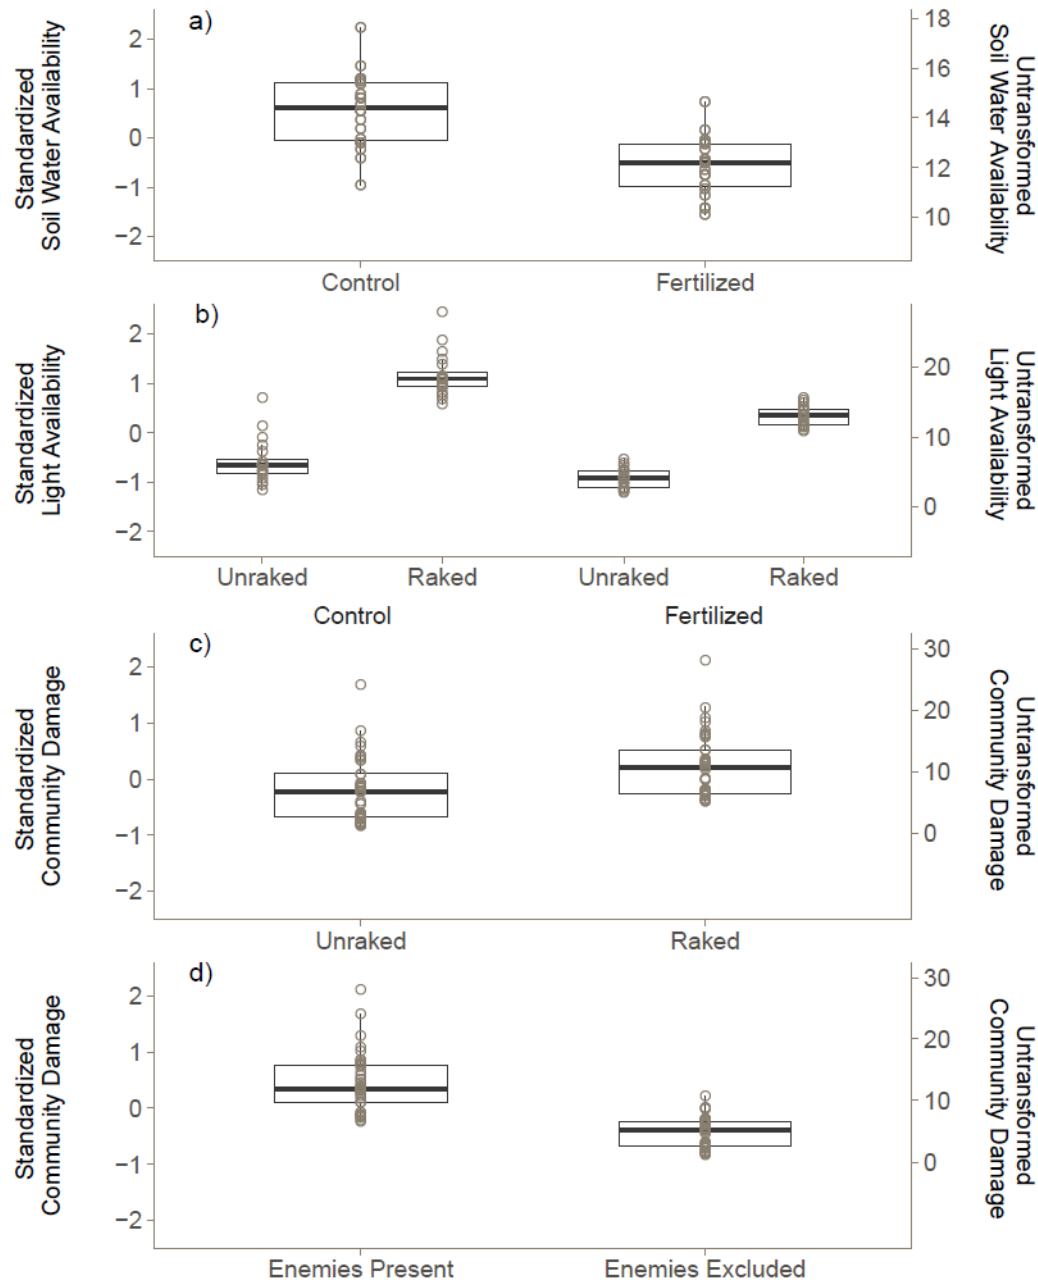 a)
Standardized
Soil Water Availability
2
1
0
−1
−2
18
16
14
12
10
Untransformed
Soil Water Availability
Control
Fertilized
b)
Standardized
Light Availability
2
1
0
−1
−2
20
10
0
Untransformed
Light Availability
Unraked
Raked
Unraked
Raked
Control
Fertilized
c)
Standardized
Community Damage
2
1
0
−1
−2
30
20
10
0
Untransformed
Community Damage
Unraked
Raked
d)
Standardized
Community Damage
2
1
0
−1
−2
30
20
10
0
Untransformed
Community Damage
Enemies Present
Enemies Excluded